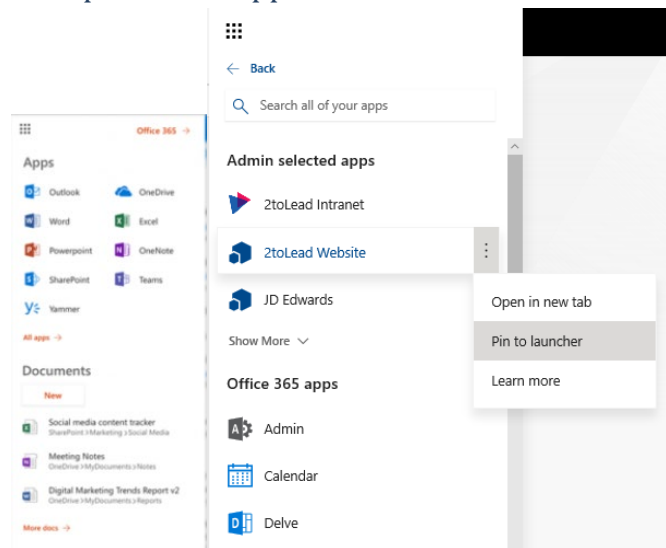 Office 365 →
Apps
Outlook OneDrive
Word Excel
Powerpoint OneNote
SharePoint Teams
Yammer
All apps →
Documents
New
Social media content tracker
SharePoint>Marketing>Social Media
Meeting Notes
OneDrive>MyDocuments>Notes
Digital Marketing Trends Report v2
OneDrive>MyDocuments>Reports
More docs →
← Back
Search all of your apps
Admin selected apps
2toLead Intranet
2toLead Website
JD Edwards
Show More
Office 365 apps
Admin
Calendar
Delve
Open in new tab
Pin to launcher
Learn more